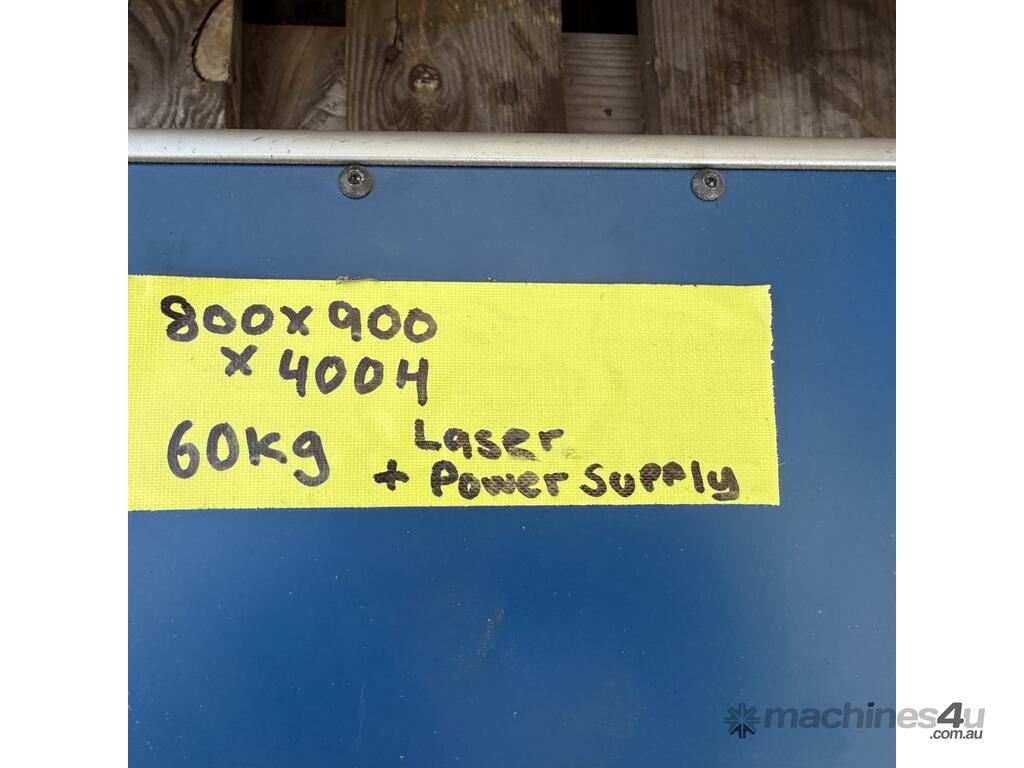 800x900
x 400H
60kg
Laser
+ Power Supply
machines4u
.com.au